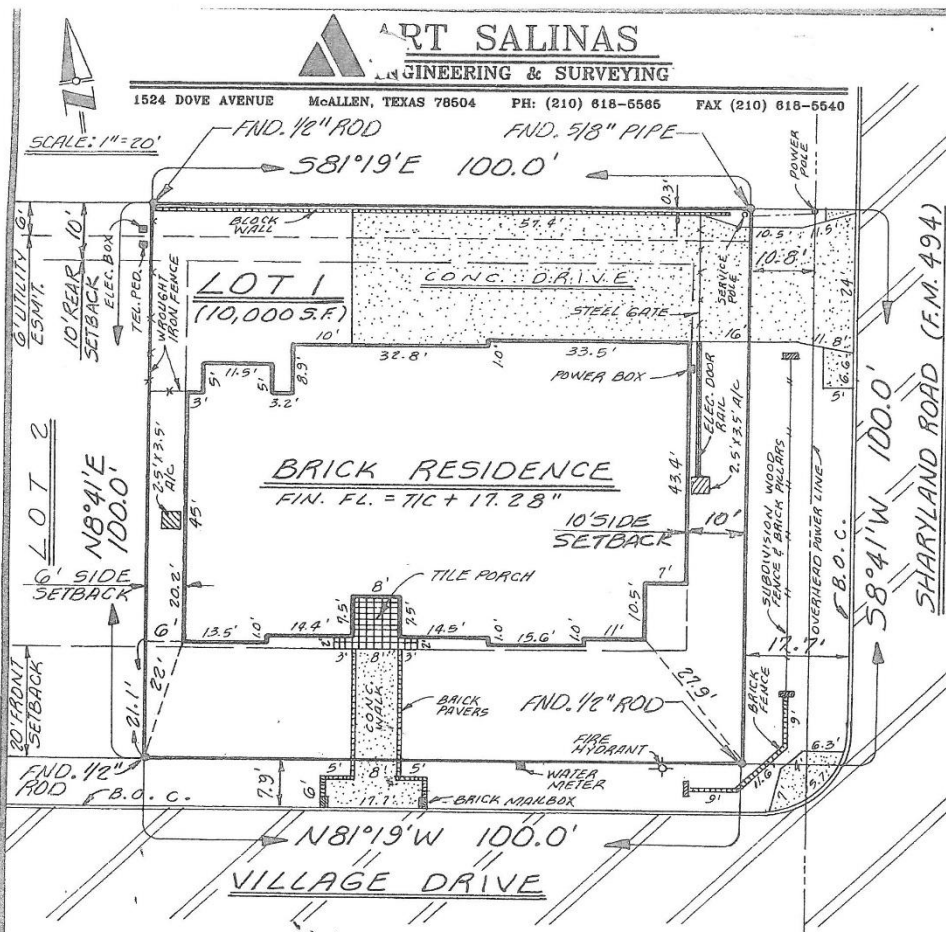 ART SALINAS
ENGINEERING & SURVEYING
1524 DOVE AVENUE McALLEN, TEXAS 78504 PH: (210) 618-5565 FAX (210) 618-5540
SCALE: 1"=20'
FND. 1/2" ROD
FND. 5/8" PIPE
POWER POLE
S81°19'E 100.0'
0.3'
BLOCK WALL
57.4'
10.5'
11.5'
6'
10'
6' UTILITY ESM'T.
10' REAR SETBACK
ELEC. BOX
TEL. PED.
WROUGHT IRON FENCE
LOT 1
(10,000 S.F.)
CONC. DRIVE
STEEL GATE
SERVICE POLE
10.8'
24'
16'
11.8'
6.6'
5'
10'
32.8'
1.0'
33.5'
11.5'
5'
5'
8.9'
3'
3.2'
POWER BOX
ELEC. DOOR RAIL
2.5'X3.5' A/C
SHARYLAND ROAD (F.M. 494)
S8°41'W 100.0'
LOT 2
N8°41'E
100.0'
2.5'X3.5' A/C
45'
BRICK RESIDENCE
FIN. FL. = T/C + 17.28"
43.4'
10' SIDE SETBACK
10'
SUBDIVISION WOOD FENCE & BRICK PILLARS
OVERHEAD POWER LINE
B.O.C.
6' SIDE SETBACK
20.2'
TILE PORCH
8'
7.5'
7.5'
7'
10.5'
6'
13.5'
1.0'
14.4'
14.5'
1.0'
15.6'
1.0'
11'
2'
3'
8'
3'
2'
17.7'
20' FRONT SETBACK
21.1'
22'
CONC. WALK
BRICK PAVERS
FND. 1/2" ROD
27.9'
BRICK FENCE
9'
FIRE HYDRANT
WATER METER
6.3'
FND. 1/2" ROD
B.O.C.
7.9'
6'
5'
8'
5'
17.7'
BRICK MAILBOX
9'
11.6'
4'
7'
5.7'
N81°19'W 100.0'
VILLAGE DRIVE